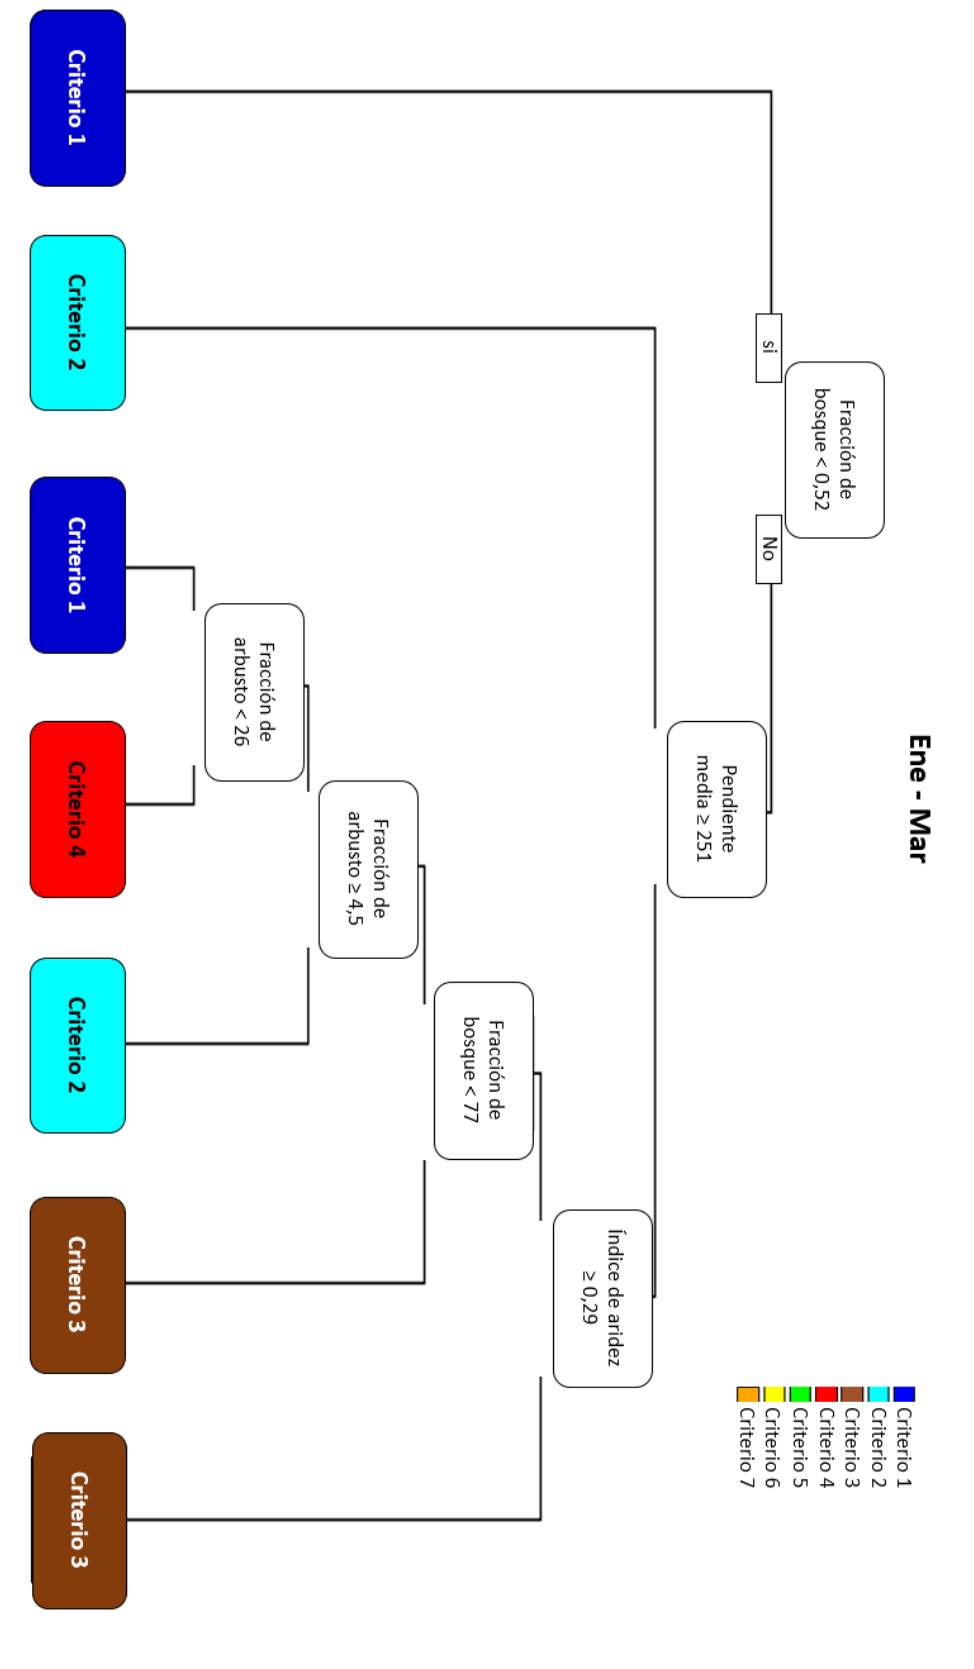 Ene - Mar
Criterio 1
Criterio 2
Criterio 3
Criterio 4
Criterio 5
Criterio 6
Criterio 7
Fracción de
bosque < 0,52
si
No
Pendiente
media ≥ 251
Índice de aridez
≥ 0,29
Fracción de
bosque < 77
Fracción de
arbusto ≥ 4,5
Fracción de
arbusto < 26
Criterio 1
Criterio 2
Criterio 1
Criterio 4
Criterio 2
Criterio 3
Criterio 3